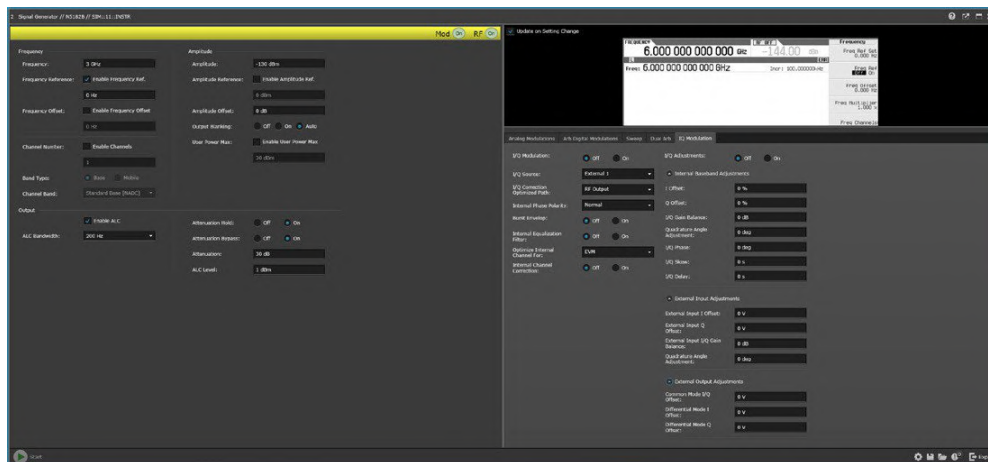 2 Signal Generator // N5182B // SIM::11::INSTR
Mod On RF On
Frequency
Frequency: 3 GHz
Frequency Reference: Enable Frequency Ref.
0 Hz
Frequency Offset: Enable Frequency Offset
0 Hz
Channel Number: Enable Channels
1
Band Type: Base Mobile
Channel Band: Standard Base [NADC]
Amplitude
Amplitude: -130 dBm
Amplitude Reference: Enable Amplitude Ref.
0 dBm
Amplitude Offset: 0 dB
Output Blanking: Off On Auto
User Power Max: Enable User Power Max
30 dBm
Output
Enable ALC
ALC Bandwidth: 200 Hz
Attenuation Hold: Off On
Attenuation Bypass: Off On
Attenuation: 30 dB
ALC Level: 1 dBm
Start
Update on Setting Change
FREQUENCY
6.000 000 000 000 GHz
-144.00 dBm
Freq: 6.000 000 000 000 GHz
Incr: 100.000000
Frequency
Freq Ref Set
0.000 Hz
Freq Ref
Off On
Freq Offset
0.000 Hz
Freq Multiplier
1.000 x
Freq Channels
Analog Modulations Arb Digital Modulations Sweep Dual Arb IQ Modulation
I/Q Modulation: Off On
I/Q Source: External 1
I/Q Correction Optimized Path: RF Output
Internal Phase Polarity: Normal
Burst Envelop: Off On
Internal Equalization Filter: Off On
Optimize Internal Channel For: EVM
Internal Channel Correction: Off On
I/Q Adjustments: Off On
Internal Baseband Adjustments
I Offset: 0 %
Q Offset: 0 %
I/Q Gain Balance: 0 dB
Quadrature Angle Adjustment: 0 deg
I/Q Phase: 0 deg
I/Q Skew: 0 s
I/Q Delay: 0 s
External Input Adjustments
External Input I Offset: 0 V
External Input Q Offset: 0 V
External Input I/Q Gain Balance: 0 dB
Quadrature Angle Adjustment: 0 deg
External Output Adjustments
Common Mode I/Q Offset: 0 V
Differential Mode I Offset: 0 V
Differential Mode Q Offset: 0 V